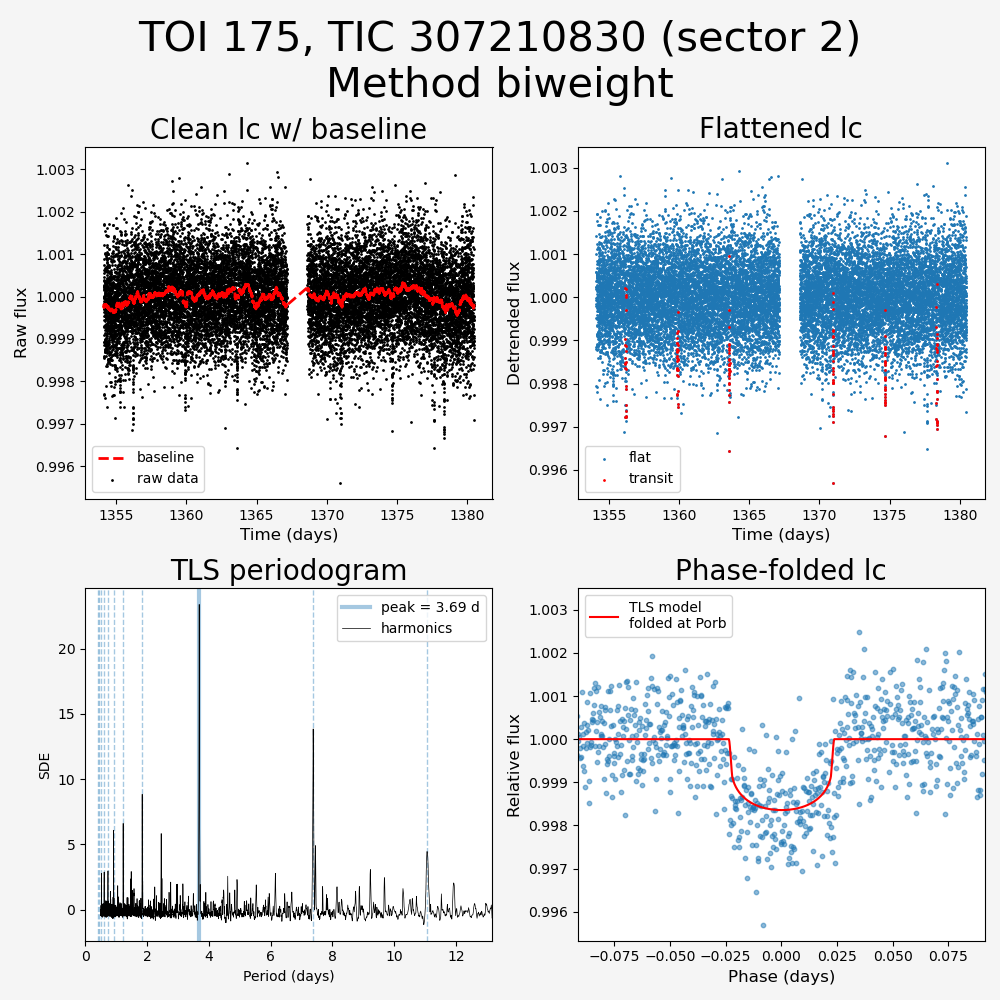 TOI 175, TIC 307210830 (sector 2)
Method biweight
Clean lc w/ baseline
Raw flux
1.003
1.002
1.001
1.000
0.999
0.998
0.997
0.996
baseline
raw data
1355
1360
1365
1370
1375
1380
Time (days)
Flattened lc
Detrended flux
1.003
1.002
1.001
1.000
0.999
0.998
0.997
0.996
flat
transit
1355
1360
1365
1370
1375
1380
Time (days)
TLS periodogram
SDE
20
15
10
5
0
peak = 3.69 d
harmonics
0
2
4
6
8
10
12
Period (days)
Phase-folded lc
Relative flux
1.003
1.002
1.001
1.000
0.999
0.998
0.997
0.996
TLS model
folded at Porb
−0.075
−0.050
−0.025
0.000
0.025
0.050
0.075
Phase (days)